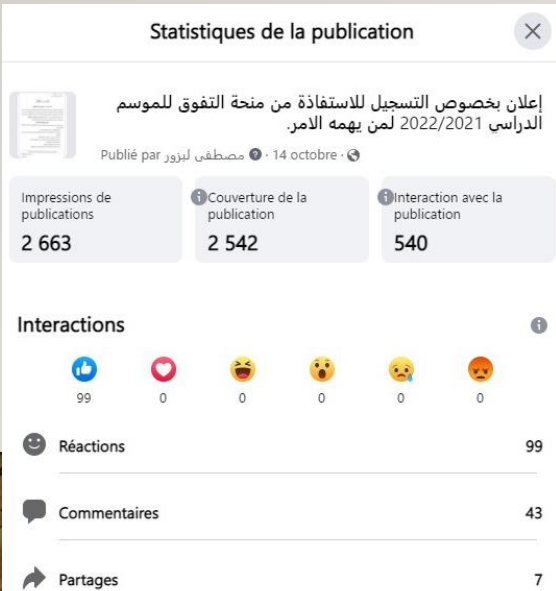 Statistiques de la publication
إعلان بخصوص التسجيل للاستفاذة من منحة التفوق للموسم
الدراسي 2022/2021 لمن يهمه الامر.
Publié par مصطفى ليزور · 14 octobre ·
Impressions de publications
2 663
Couverture de la publication
2 542
Interaction avec la publication
540
Interactions
99 0 0 0 0 0
Réactions 99
Commentaires 43
Partages 7